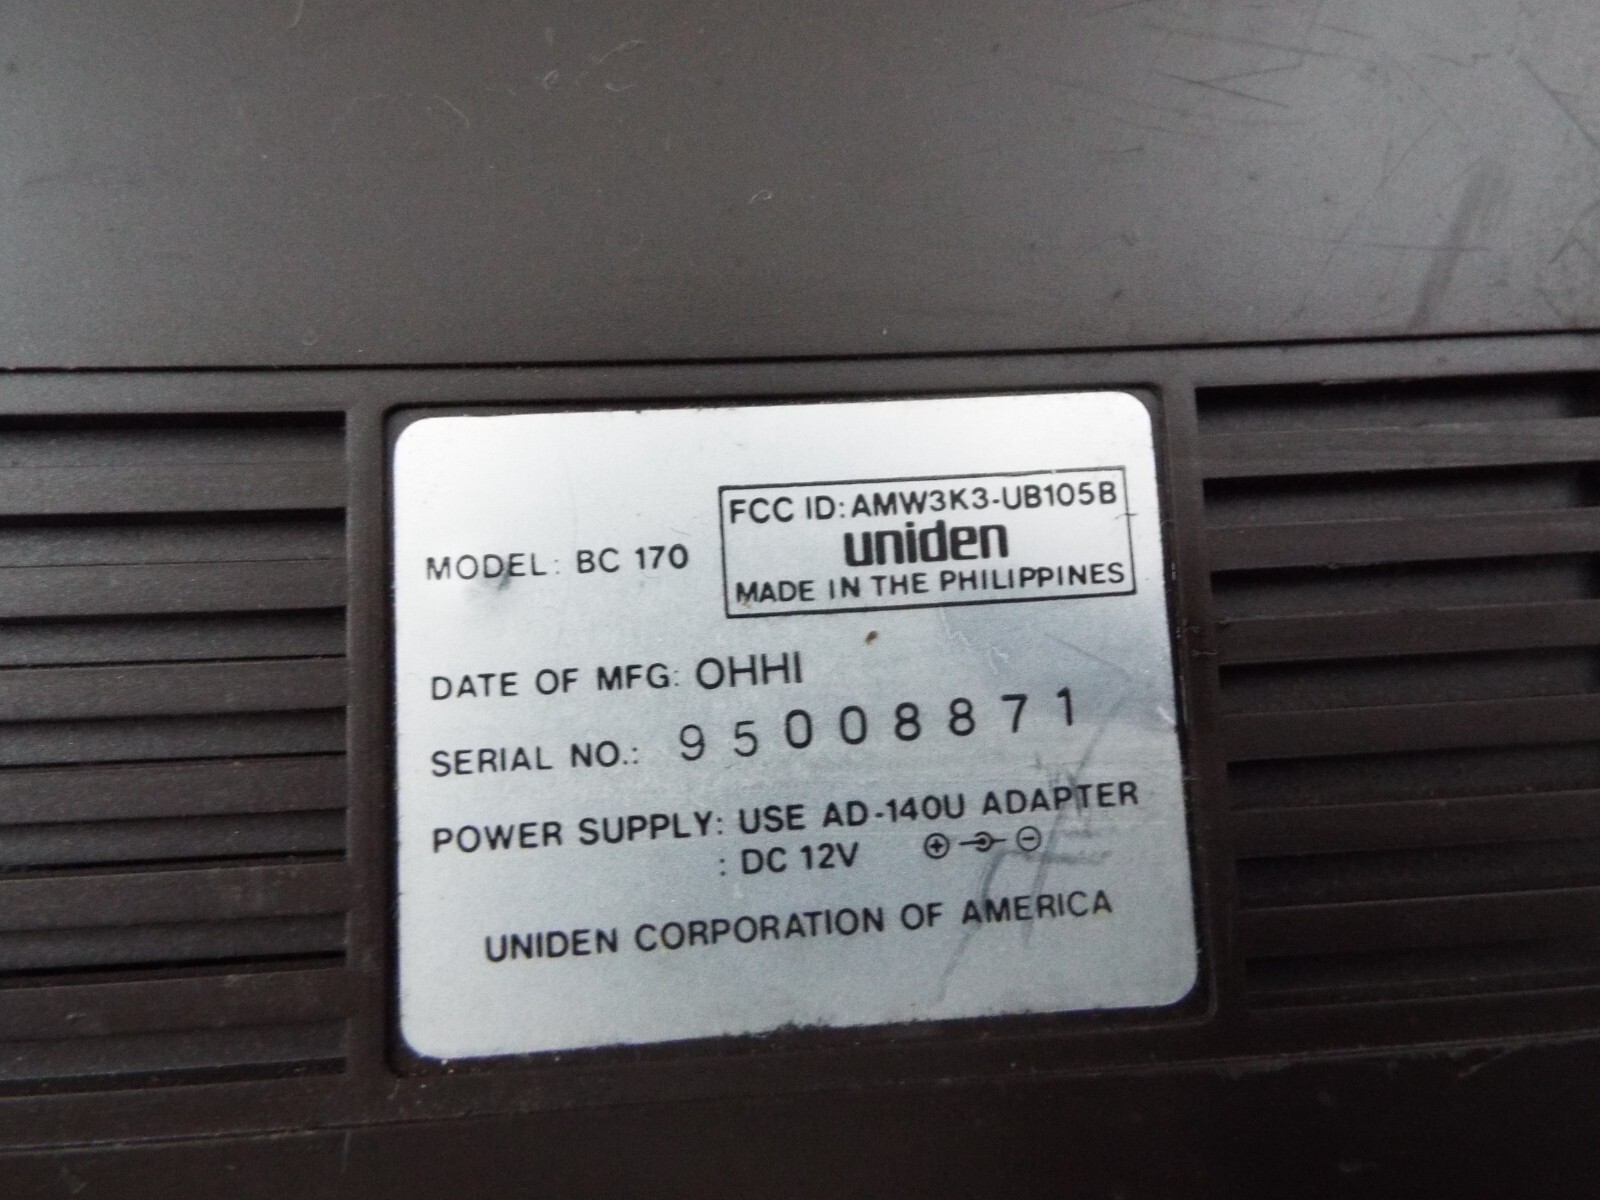 FCC ID: AMW3K3-UB105B
uniden
MADE IN THE PHILIPPINES
MODEL: BC 170
DATE OF MFG: OHHI
SERIAL NO.: 95008871
POWER SUPPLY: USE AD-140U ADAPTER
: DC 12V
UNIDEN CORPORATION OF AMERICA